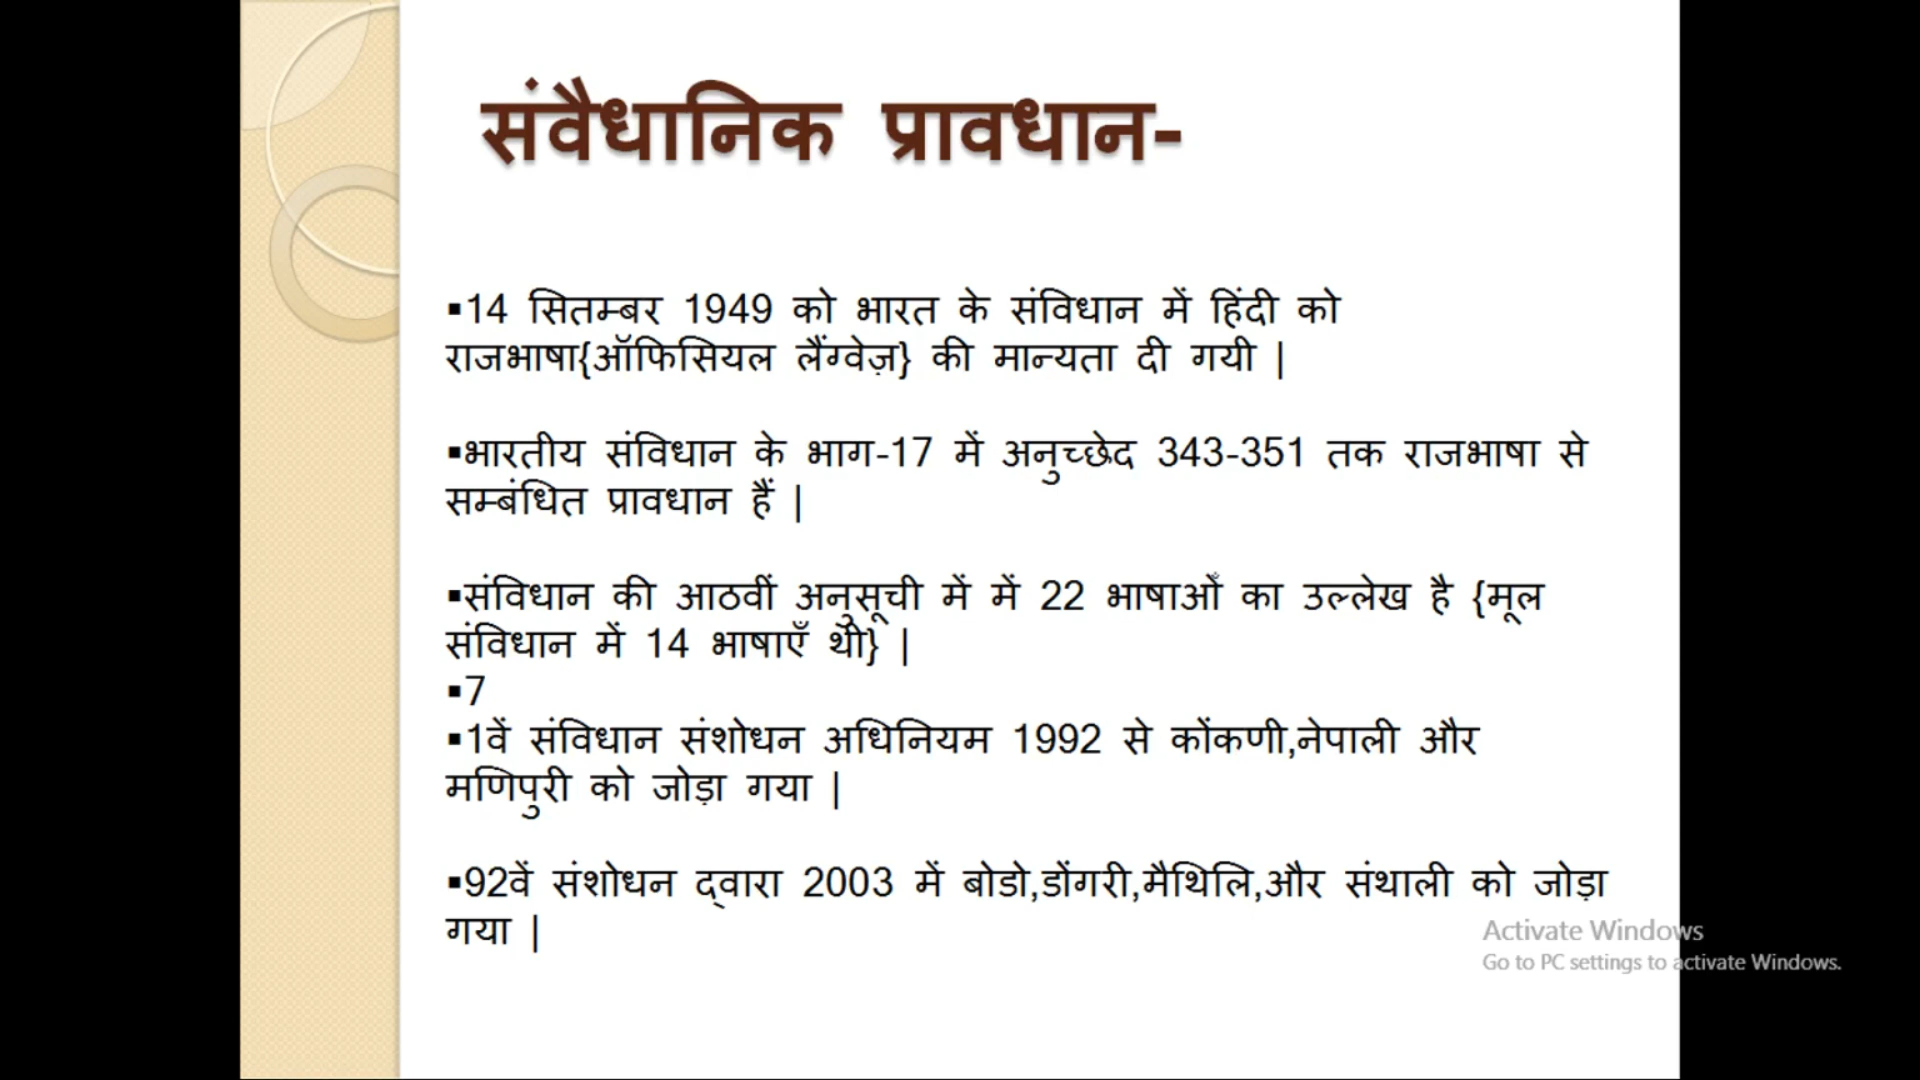 संवैधानिक प्रावधान-
▪14 सितम्बर 1949 को भारत के संविधान में हिंदी को
राजभाषा{ऑफिसियल लैंग्वेज़} की मान्यता दी गयी |
▪भारतीय संविधान के भाग-17 में अनुच्छेद 343-351 तक राजभाषा से
सम्बंधित प्रावधान हैं |
▪संविधान की आठवीं अनुसूची में में 22 भाषाओँ का उल्लेख है {मूल
संविधान में 14 भाषाएँ थी} |
▪7
▪1वें संविधान संशोधन अधिनियम 1992 से कोंकणी,नेपाली और
मणिपुरी को जोड़ा गया |
▪92वें संशोधन द्वारा 2003 में बोडो,डोंगरी,मैथिलि,और संथाली को जोड़ा
गया |
Activate Windows
Go to PC settings to activate Windows.